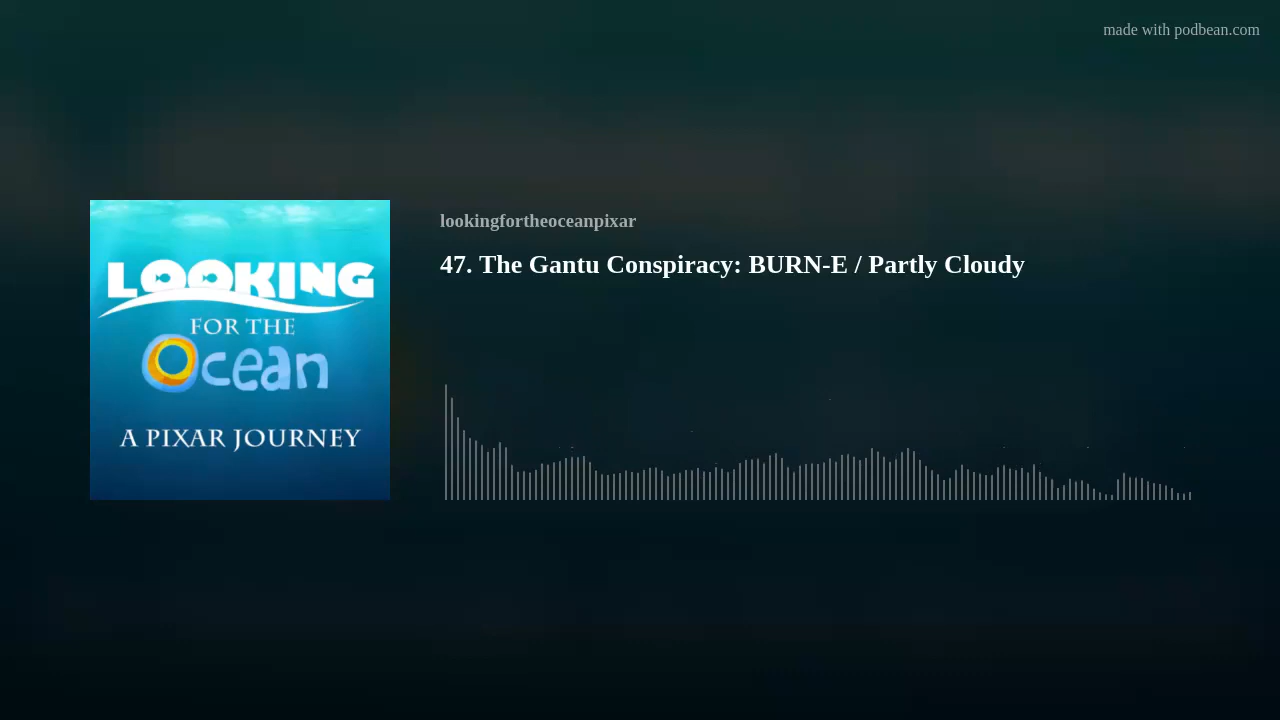 made with podbean.com
lookingfortheoceanpixar
47. The Gantu Conspiracy: BURN-E / Partly Cloudy
LOOKING
FOR THE
Ocean
A PIXAR JOURNEY